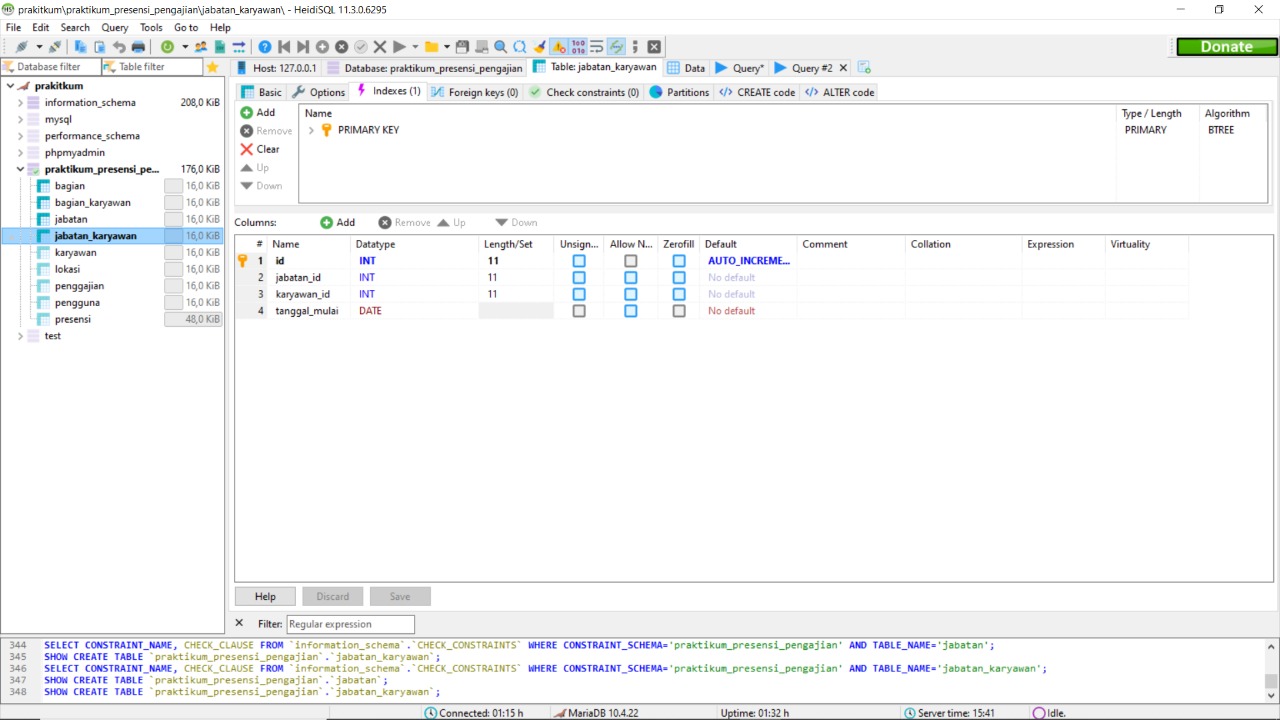 prakitkum\praktikum_presensi_pengajian\jabatan_karyawan\ - HeidiSQL 11.3.0.6295
File Edit Search Query Tools Go to Help
Donate
Database filter Table filter
Host: 127.0.0.1 Database: praktikum_presensi_pengajian Table: jabatan_karyawan Data Query* Query #2
prakitkum
information_schema 208,0 KiB
mysql
performance_schema
phpmyadmin
praktikum_presensi_pe... 176,0 KiB
bagian 16,0 KiB
bagian_karyawan 16,0 KiB
jabatan 16,0 KiB
jabatan_karyawan 16,0 KiB
karyawan 16,0 KiB
lokasi 16,0 KiB
penggajian 16,0 KiB
pengguna 16,0 KiB
presensi 48,0 KiB
test
Basic Options Indexes (1) Foreign keys (0) Check constraints (0) Partitions CREATE code ALTER code
Add
Remove
Clear
Up
Down
Name Type / Length Algorithm
PRIMARY KEY PRIMARY BTREE
Columns: Add Remove Up Down
# Name Datatype Length/Set Unsign... Allow N... Zerofill Default Comment Collation Expression Virtuality
1 id INT 11 AUTO_INCREME...
2 jabatan_id INT 11 No default
3 karyawan_id INT 11 No default
4 tanggal_mulai DATE No default
Help Discard Save
Filter: Regular expression
344 SELECT CONSTRAINT_NAME, CHECK_CLAUSE FROM `information_schema`.`CHECK_CONSTRAINTS` WHERE CONSTRAINT_SCHEMA='praktikum_presensi_pengajian' AND TABLE_NAME='jabatan';
345 SHOW CREATE TABLE `praktikum_presensi_pengajian`.`jabatan_karyawan`;
346 SELECT CONSTRAINT_NAME, CHECK_CLAUSE FROM `information_schema`.`CHECK_CONSTRAINTS` WHERE CONSTRAINT_SCHEMA='praktikum_presensi_pengajian' AND TABLE_NAME='jabatan_karyawan';
347 SHOW CREATE TABLE `praktikum_presensi_pengajian`.`jabatan`;
348 SHOW CREATE TABLE `praktikum_presensi_pengajian`.`jabatan_karyawan`;
Connected: 01:15 h MariaDB 10.4.22 Uptime: 01:32 h Server time: 15:41 Idle.